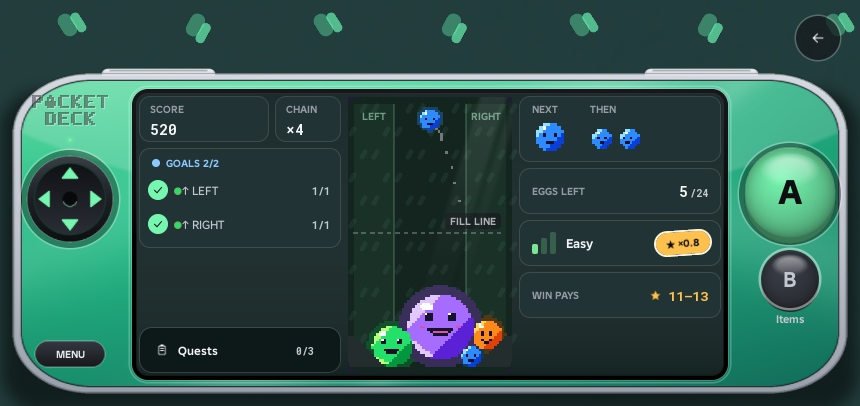 POCKET
DECK
SCORE
520
CHAIN
×4
GOALS 2/2
↑ LEFT 1/1
↑ RIGHT 1/1
Quests 0/3
MENU
LEFT
RIGHT
FILL LINE
NEXT
THEN
EGGS LEFT 5 /24
Easy ★ ×0.8
WIN PAYS ★ 11–13
A
B
Items